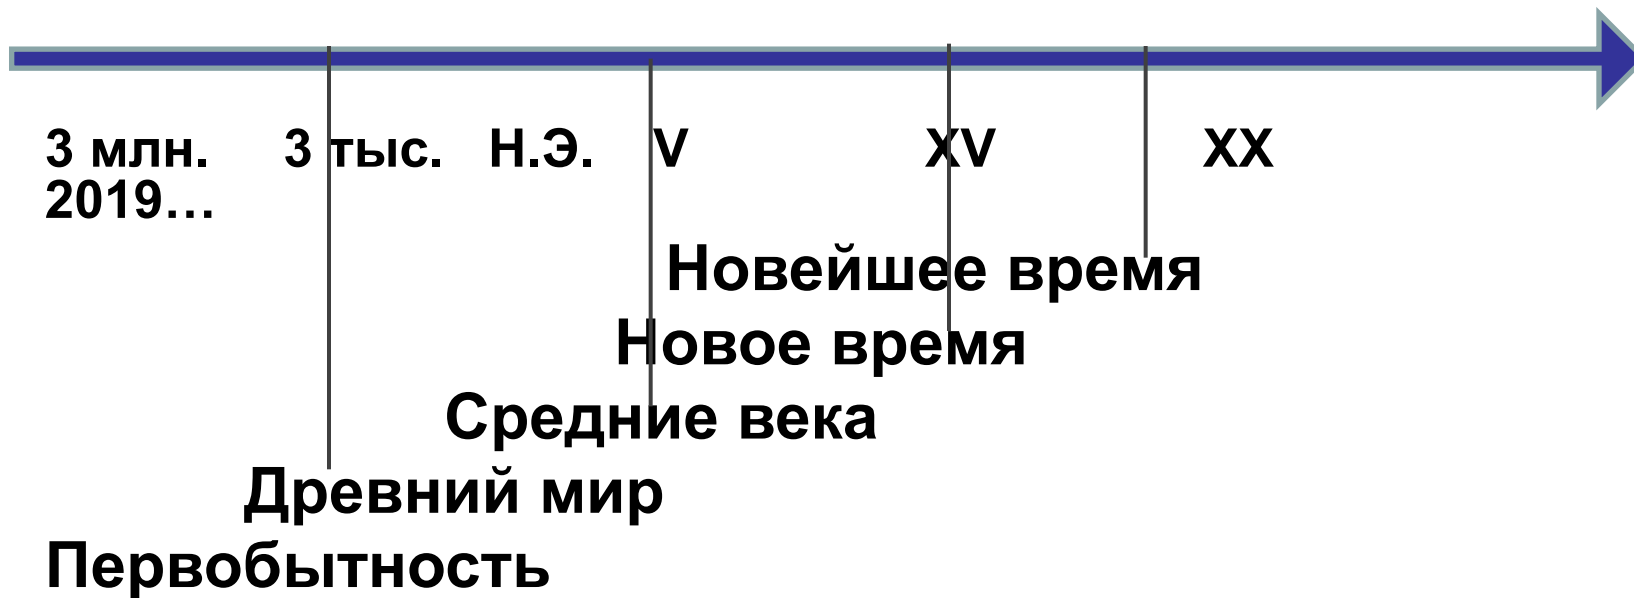 3 млн. 3 тыс. Н.Э. V XV XX
2019…
Новейшее время
Новое время
Средние века
Древний мир
Первобытность